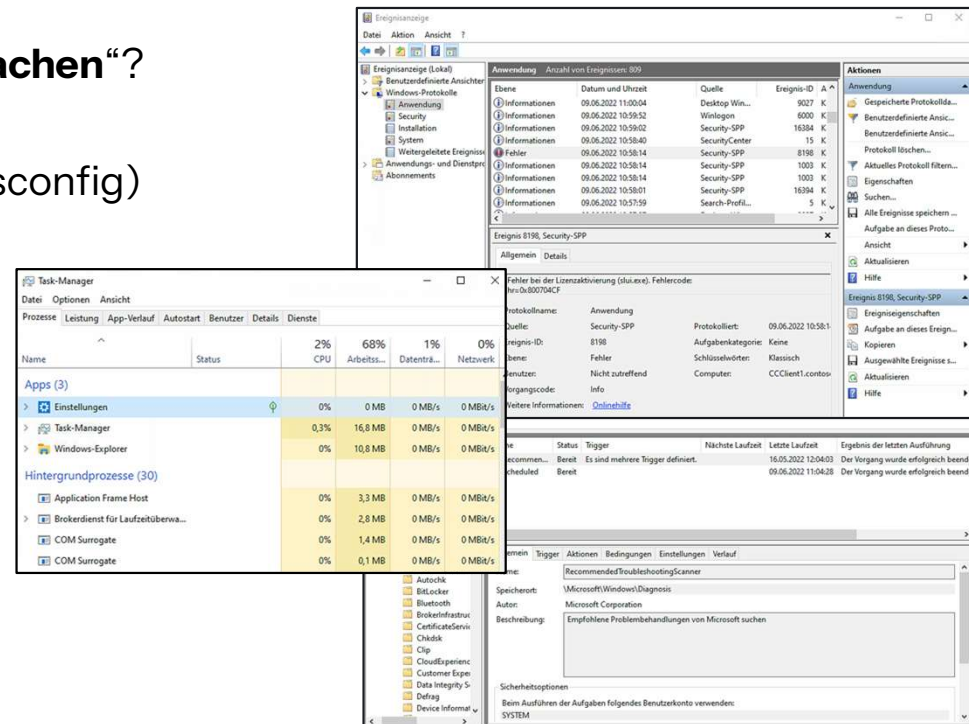 achen“?
sconfig)
Ereignisanzeige
Datei Aktion Ansicht ?
Ereignisanzeige (Lokal)
Benutzerdefinierte Ansichten
Windows-Protokolle
Anwendung
Security
Installation
System
Weitergeleitete Ereignisse
Anwendungs- und Dienstpro
Abonnements
Anwendung Anzahl von Ereignissen: 809
Ebene Datum und Uhrzeit Quelle Ereignis-ID A
Informationen 09.06.2022 11:00:04 Desktop Win... 9027 K
Informationen 09.06.2022 10:59:52 Winlogon 6000 K
Informationen 09.06.2022 10:59:02 Security-SPP 16384 K
Informationen 09.06.2022 10:58:40 SecurityCenter 15 K
Fehler 09.06.2022 10:58:14 Security-SPP 8198 K
Informationen 09.06.2022 10:58:14 Security-SPP 1003 K
Informationen 09.06.2022 10:58:14 Security-SPP 1003 K
Informationen 09.06.2022 10:58:01 Security-SPP 16394 K
Informationen 09.06.2022 10:57:59 Search-Profil... 5 K
Ereignis 8198, Security-SPP
Allgemein Details
Fehler bei der Lizenzaktivierung (slui.exe). Fehlercode:
hr=0x800704CF
Protokollname: Anwendung
Quelle: Security-SPP Protokolliert: 09.06.2022 10:58:1
Ereignis-ID: 8198 Aufgabenkategorie: Keine
Ebene: Fehler Schlüsselwörter: Klassisch
Benutzer: Nicht zutreffend Computer: CCClient1.contos
Vorgangscode: Info
Weitere Informationen: Onlinehilfe
Aktionen
Anwendung
Gespeicherte Protokollda...
Benutzerdefinierte Ansic...
Benutzerdefinierte Ansic...
Protokoll löschen...
Aktuelles Protokoll filtern...
Eigenschaften
Suchen...
Alle Ereignisse speichern ...
Aufgabe an dieses Proto...
Ansicht
Aktualisieren
Hilfe
Ereignis 8198, Security-SPP
Ereigniseigenschaften
Aufgabe an dieses Ereign...
Kopieren
Ausgewählte Ereignisse s...
Aktualisieren
Hilfe
Task-Manager
Datei Optionen Ansicht
Prozesse Leistung App-Verlauf Autostart Benutzer Details Dienste
2% 68% 1% 0%
Name Status CPU Arbeitss... Datenträ... Netzwerk
Apps (3)
Einstellungen 0% 0 MB 0 MB/s 0 MBit/s
Task-Manager 0,3% 16,8 MB 0 MB/s 0 MBit/s
Windows-Explorer 0% 10,8 MB 0 MB/s 0 MBit/s
Hintergrundprozesse (30)
Application Frame Host 0% 3,3 MB 0 MB/s 0 MBit/s
Brokerdienst für Laufzeitüberwa... 0% 2,8 MB 0 MB/s 0 MBit/s
COM Surrogate 0% 1,4 MB 0 MB/s 0 MBit/s
COM Surrogate 0% 0,1 MB 0 MB/s 0 MBit/s
Status Trigger Nächste Laufzeit Letzte Laufzeit Ergebnis der letzten Ausführung
ecommen... Bereit Es sind mehrere Trigger definiert. 16.05.2022 12:04:03 Der Vorgang wurde erfolgreich beend
cheduled Bereit 09.06.2022 11:04:28 Der Vorgang wurde erfolgreich beend
emein Trigger Aktionen Bedingungen Einstellungen Verlauf
me: RecommendedTroubleshootingScanner
Speicherort: \Microsoft\Windows\Diagnosis
Autor: Microsoft Corporation
Beschreibung: Empfohlene Problembehandlungen von Microsoft suchen
Sicherheitsoptionen
Beim Ausführen der Aufgaben folgendes Benutzerkonto verwenden:
SYSTEM
Autochk
BitLocker
Bluetooth
BrokerInfrastruc
CertificateServic
Chkdsk
Clip
CloudExperienc
Customer Exper
Data Integrity S
Defrag
Device Informat